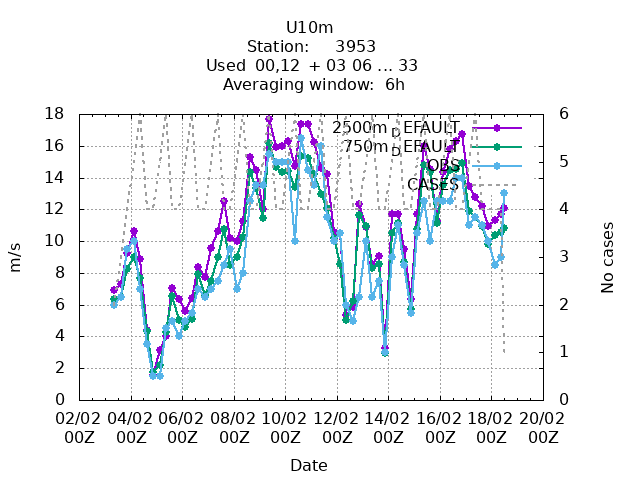 U10m
Station: 3953
Used 00,12 + 03 06 ... 33
Averaging window: 6h
2500m_DEFAULT
750m_DEFAULT
OBS
CASES
18
16
14
12
10
8
6
4
2
0
m/s
6
5
4
3
2
1
0
No cases
02/02 04/02 06/02 08/02 10/02 12/02 14/02 16/02 18/02 20/02
00Z 00Z 00Z 00Z 00Z 00Z 00Z 00Z 00Z 00Z
Date